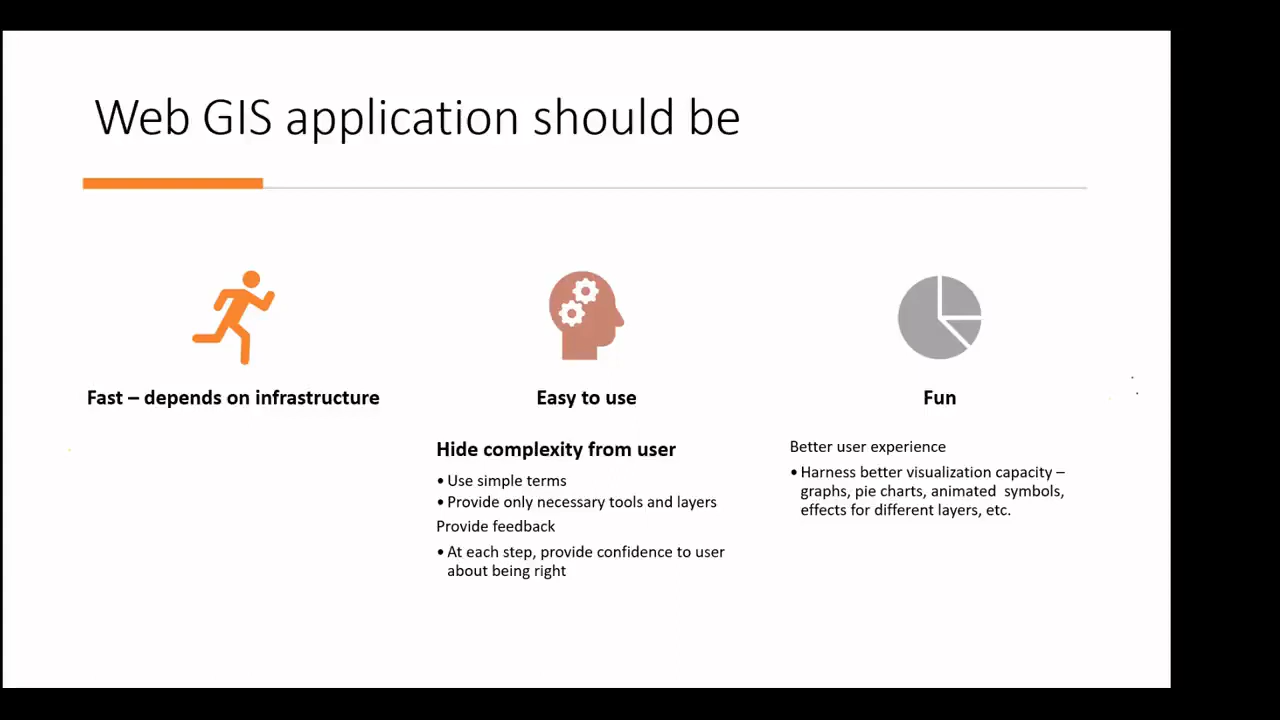 Web GIS application should be
Fast – depends on infrastructure
Easy to use
Hide complexity from user
• Use simple terms
• Provide only necessary tools and layers
Provide feedback
• At each step, provide confidence to user
about being right
Fun
Better user experience
• Harness better visualization capacity –
graphs, pie charts, animated symbols,
effects for different layers, etc.